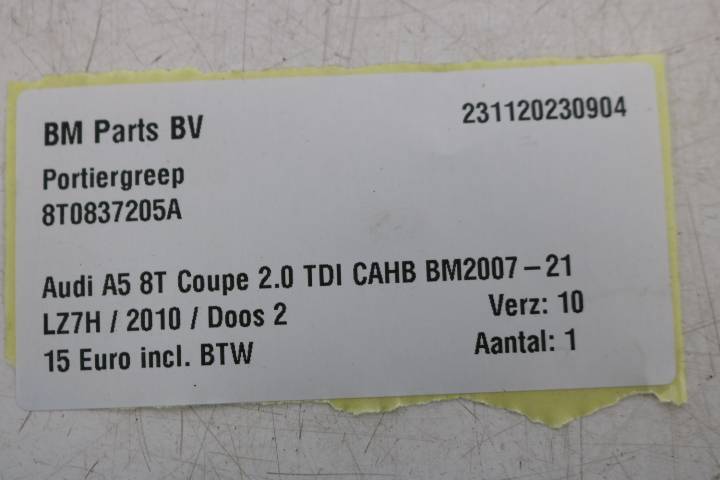 BM Parts BV 231120230904
Portiergreep
8T0837205A
Audi A5 8T Coupe 2.0 TDI CAHB BM2007-21
LZ7H / 2010 / Doos 2 Verz: 10
15 Euro incl. BTW Aantal: 1